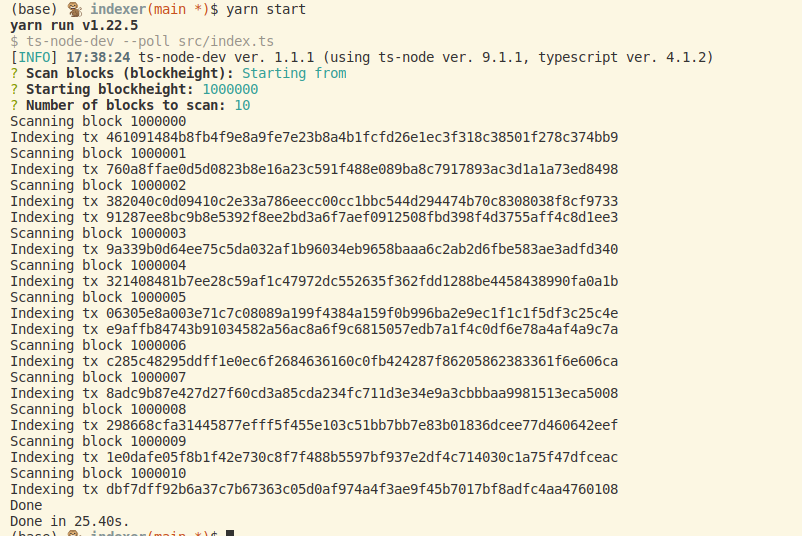 (base) 🐒 indexer(main *)$ yarn start
yarn run v1.22.5
$ ts-node-dev --poll src/index.ts
[INFO] 17:38:24 ts-node-dev ver. 1.1.1 (using ts-node ver. 9.1.1, typescript ver. 4.1.2)
? Scan blocks (blockheight): Starting from
? Starting blockheight: 1000000
? Number of blocks to scan: 10
Scanning block 1000000
Indexing tx 461091484b8fb4f9e8a9fe7e23b8a4b1fcfd26e1ec3f318c38501f278c374bb9
Scanning block 1000001
Indexing tx 760a8ffae0d5d0823b8e16a23c591f488e089ba8c7917893ac3d1a1a73ed8498
Scanning block 1000002
Indexing tx 382040c0d09410c2e33a786eecc00cc1bbc544d294474b70c8308038f8cf9733
Indexing tx 91287ee8bc9b8e5392f8ee2bd3a6f7aef0912508fbd398f4d3755aff4c8d1ee3
Scanning block 1000003
Indexing tx 9a339b0d64ee75c5da032af1b96034eb9658baaa6c2ab2d6fbe583ae3adfd340
Scanning block 1000004
Indexing tx 321408481b7ee28c59af1c47972dc552635f362fdd1288be4458438990fa0a1b
Scanning block 1000005
Indexing tx 06305e8a003e71c7c08089a199f4384a159f0b996ba2e9ec1f1c1f5df3c25c4e
Indexing tx e9affb84743b91034582a56ac8a6f9c6815057edb7a1f4c0df6e78a4af4a9c7a
Scanning block 1000006
Indexing tx c285c48295ddff1e0ec6f2684636160c0fb424287f86205862383361f6e606ca
Scanning block 1000007
Indexing tx 8adc9b87e427d27f60cd3a85cda234fc711d3e34e9a3cbbbaa9981513eca5008
Scanning block 1000008
Indexing tx 298668cfa31445877efff5f455e103c51bb7bb7e83b01836dcee77d460642eef
Scanning block 1000009
Indexing tx 1e0dafe05f8b1f42e730c8f7f488b5597bf937e2df4c714030c1a75f47dfceac
Scanning block 1000010
Indexing tx dbf7dff92b6a37c7b67363c05d0af974a4f3ae9f45b7017bf8adfc4aa4760108
Done
Done in 25.40s.
(base) 🐒 indexer(main *)$